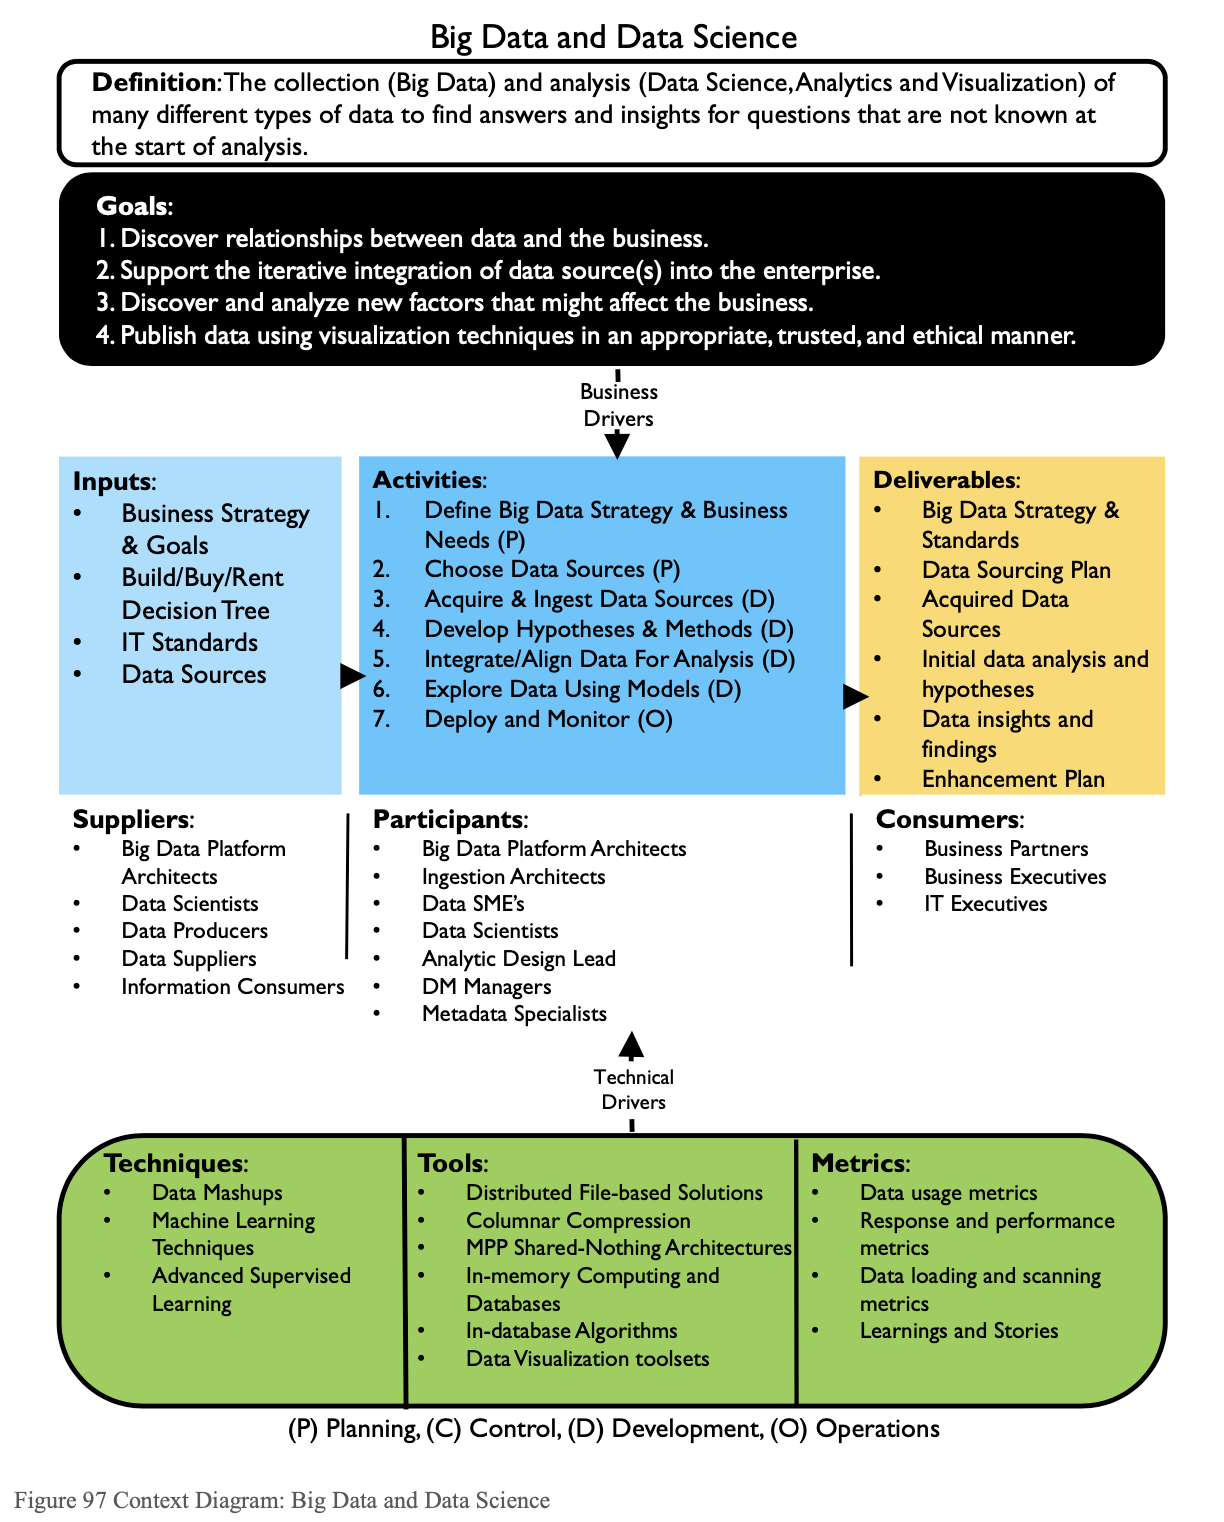 Big Data and Data Science
Definition: The collection (Big Data) and analysis (Data Science, Analytics and Visualization) of
many different types of data to find answers and insights for questions that are not known at
the start of analysis.
Goals:
1. Discover relationships between data and the business.
2. Support the iterative integration of data source(s) into the enterprise.
3. Discover and analyze new factors that might affect the business.
4. Publish data using visualization techniques in an appropriate, trusted, and ethical manner.
Business
Drivers
Inputs:
• Business Strategy
& Goals
• Build/Buy/Rent
Decision Tree
• IT Standards
• Data Sources
Activities:
1. Define Big Data Strategy & Business
Needs (P)
2. Choose Data Sources (P)
3. Acquire & Ingest Data Sources (D)
4. Develop Hypotheses & Methods (D)
5. Integrate/Align Data For Analysis (D)
6. Explore Data Using Models (D)
7. Deploy and Monitor (O)
Deliverables:
• Big Data Strategy &
Standards
• Data Sourcing Plan
• Acquired Data
Sources
• Initial data analysis and
hypotheses
• Data insights and
findings
• Enhancement Plan
Suppliers:
• Big Data Platform
Architects
• Data Scientists
• Data Producers
• Data Suppliers
• Information Consumers
Participants:
• Big Data Platform Architects
• Ingestion Architects
• Data SME's
• Data Scientists
• Analytic Design Lead
• DM Managers
• Metadata Specialists
Consumers:
• Business Partners
• Business Executives
• IT Executives
Technical
Drivers
Techniques:
• Data Mashups
• Machine Learning
Techniques
• Advanced Supervised
Learning
Tools:
• Distributed File-based Solutions
• Columnar Compression
• MPP Shared-Nothing Architectures
• In-memory Computing and
Databases
• In-database Algorithms
• Data Visualization toolsets
Metrics:
• Data usage metrics
• Response and performance
metrics
• Data loading and scanning
metrics
• Learnings and Stories
(P) Planning, (C) Control, (D) Development, (O) Operations
Figure 97 Context Diagram: Big Data and Data Science